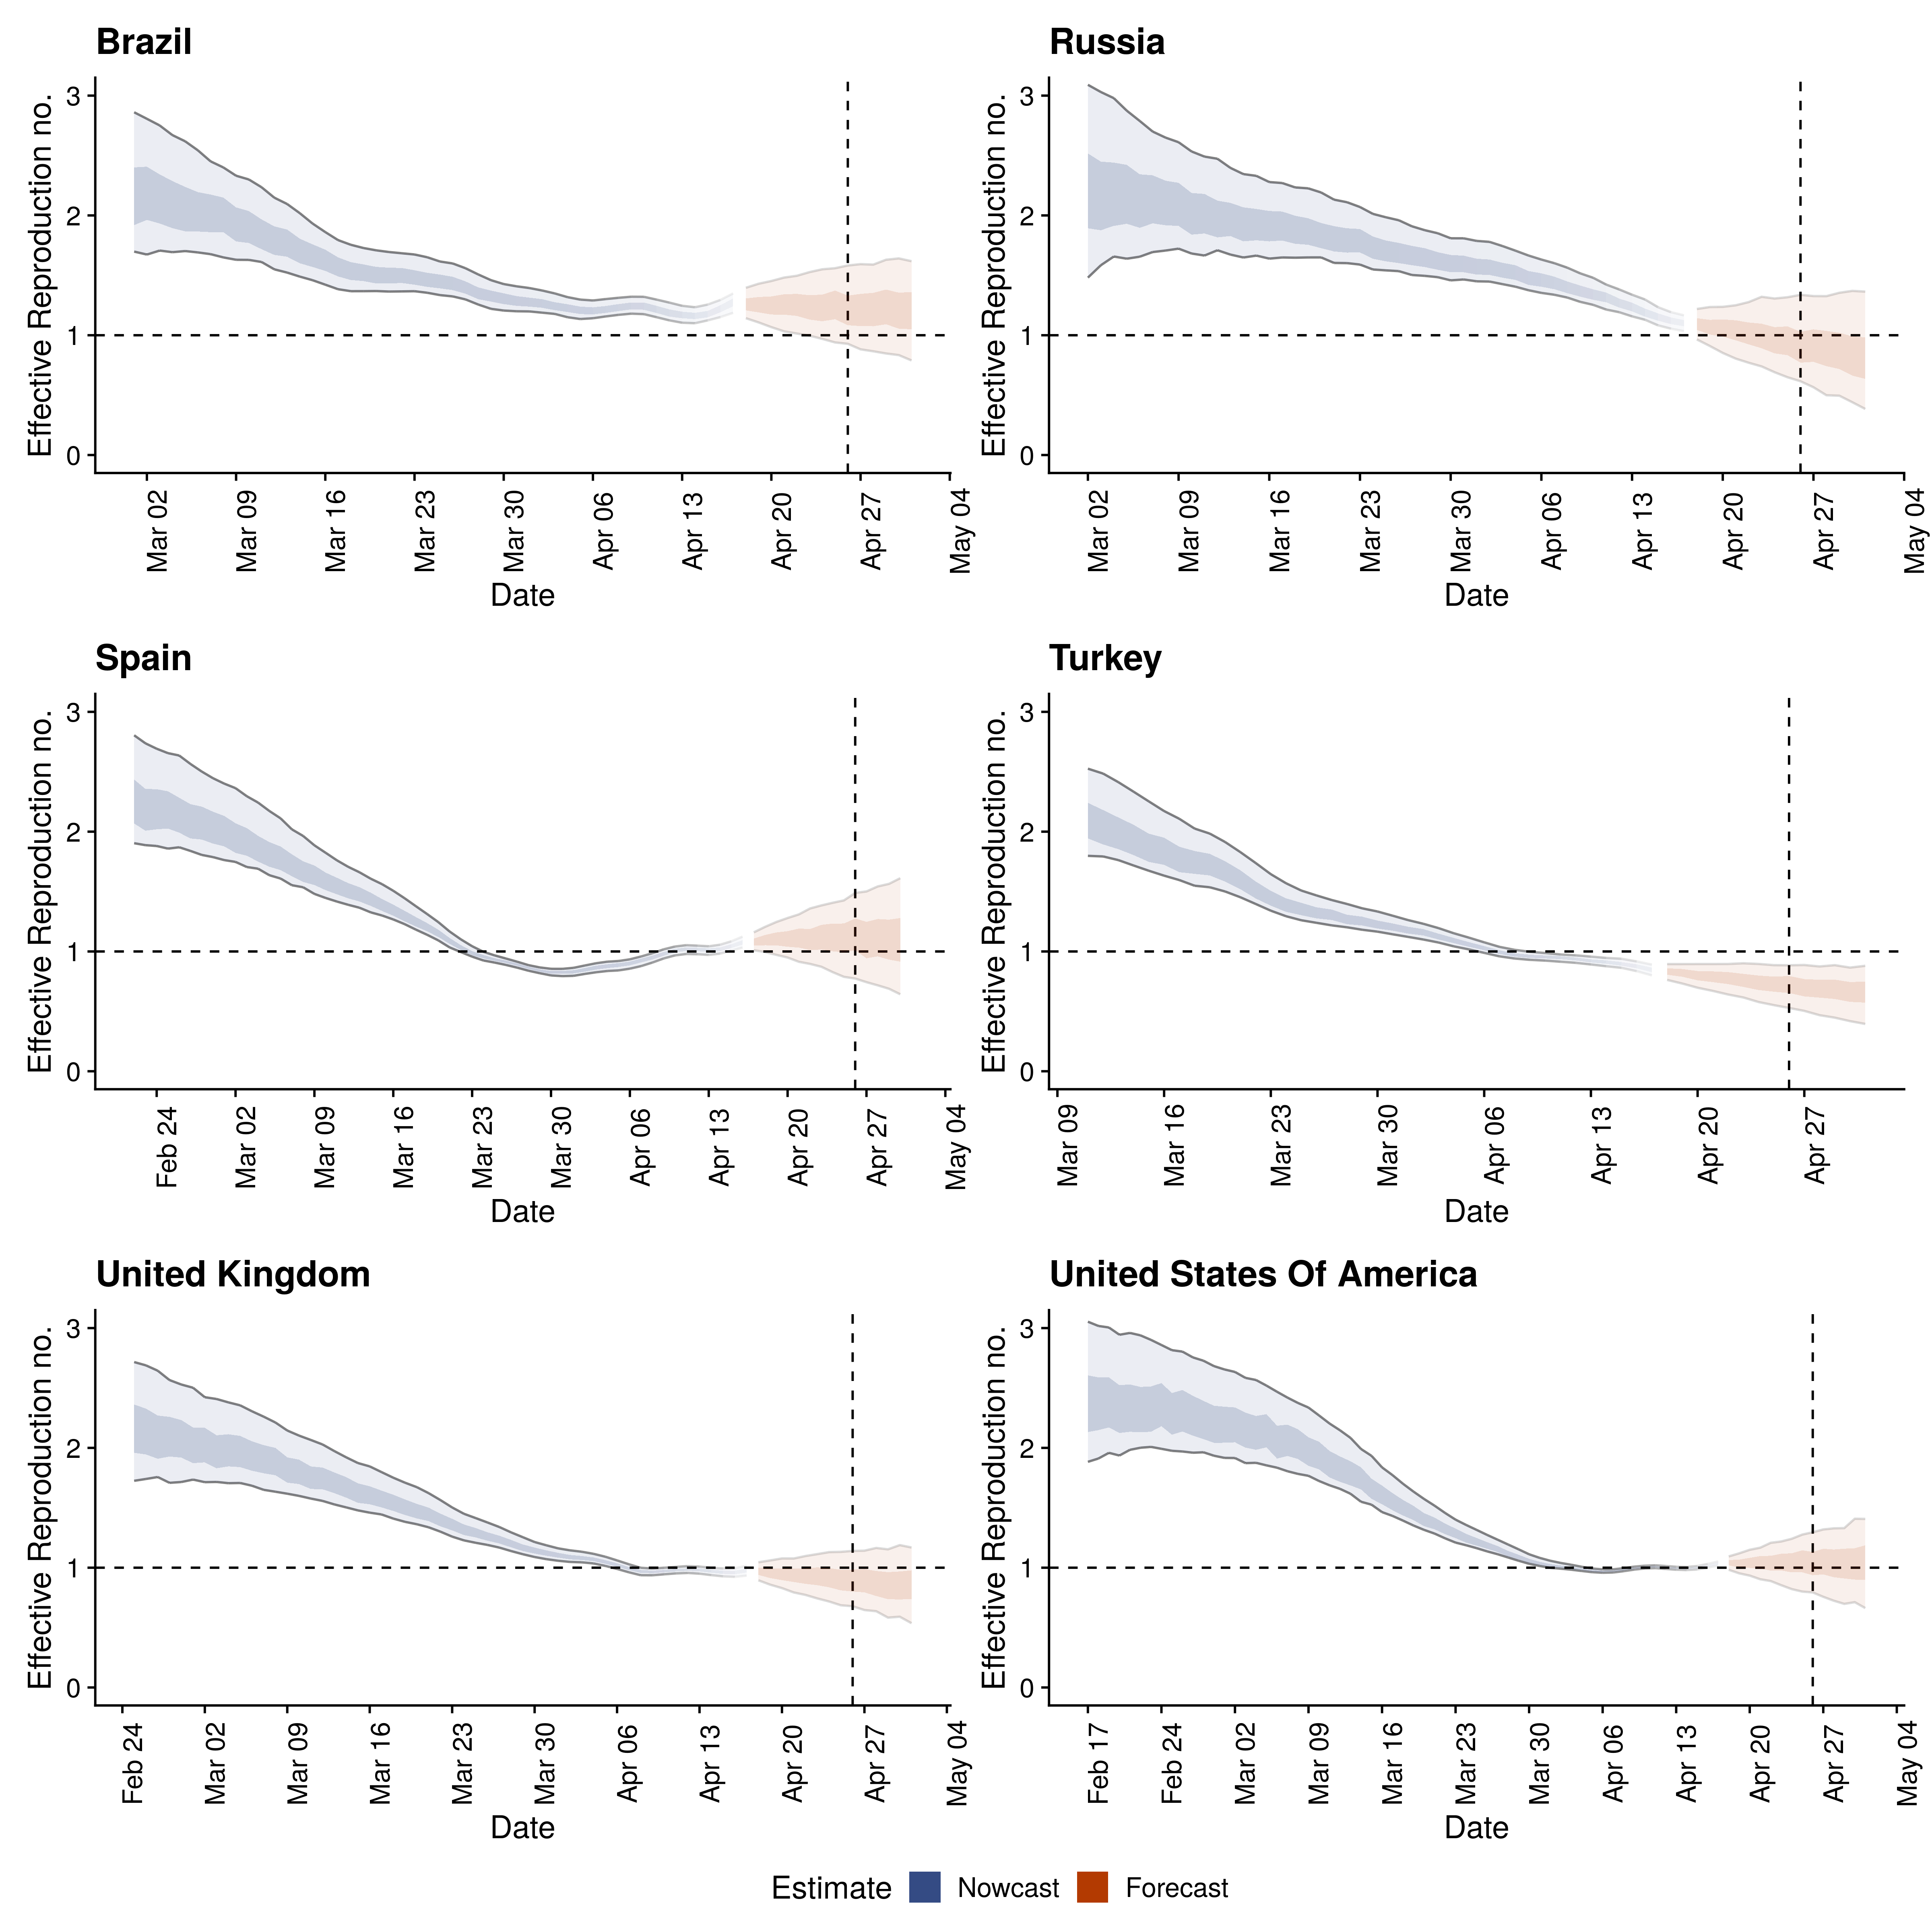 Brazil
Effective Reproduction no.
3
2
1
0
Mar 02
Mar 09
Mar 16
Mar 23
Mar 30
Apr 06
Apr 13
Apr 20
Apr 27
May 04
Date
Russia
Effective Reproduction no.
3
2
1
0
Mar 02
Mar 09
Mar 16
Mar 23
Mar 30
Apr 06
Apr 13
Apr 20
Apr 27
May 04
Date
Spain
Effective Reproduction no.
3
2
1
0
Feb 24
Mar 02
Mar 09
Mar 16
Mar 23
Mar 30
Apr 06
Apr 13
Apr 20
Apr 27
May 04
Date
Turkey
Effective Reproduction no.
3
2
1
0
Mar 09
Mar 16
Mar 23
Mar 30
Apr 06
Apr 13
Apr 20
Apr 27
Date
United Kingdom
Effective Reproduction no.
3
2
1
0
Feb 24
Mar 02
Mar 09
Mar 16
Mar 23
Mar 30
Apr 06
Apr 13
Apr 20
Apr 27
May 04
Date
United States Of America
Effective Reproduction no.
3
2
1
0
Feb 17
Feb 24
Mar 02
Mar 09
Mar 16
Mar 23
Mar 30
Apr 06
Apr 13
Apr 20
Apr 27
May 04
Date
Estimate Nowcast Forecast